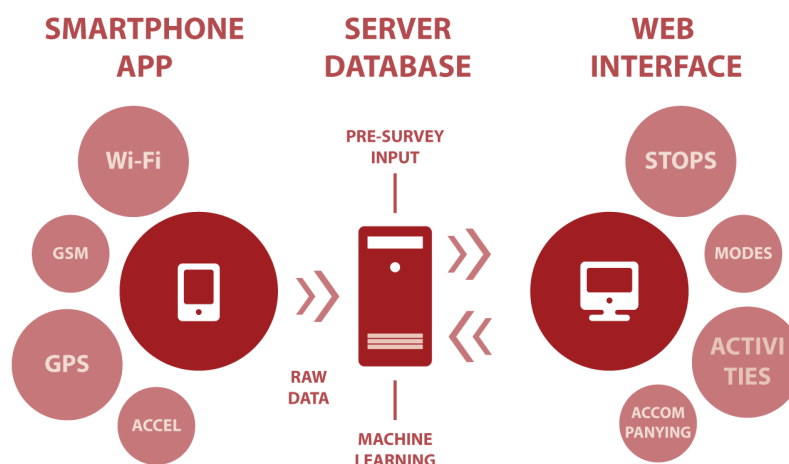 SMARTPHONE
APP
SERVER
DATABASE
WEB
INTERFACE
Wi-Fi
GSM
GPS
ACCEL
RAW
DATA
PRE-SURVEY
INPUT
MACHINE
LEARNING
STOPS
MODES
ACTIVI
TIES
ACCOM
PANYING